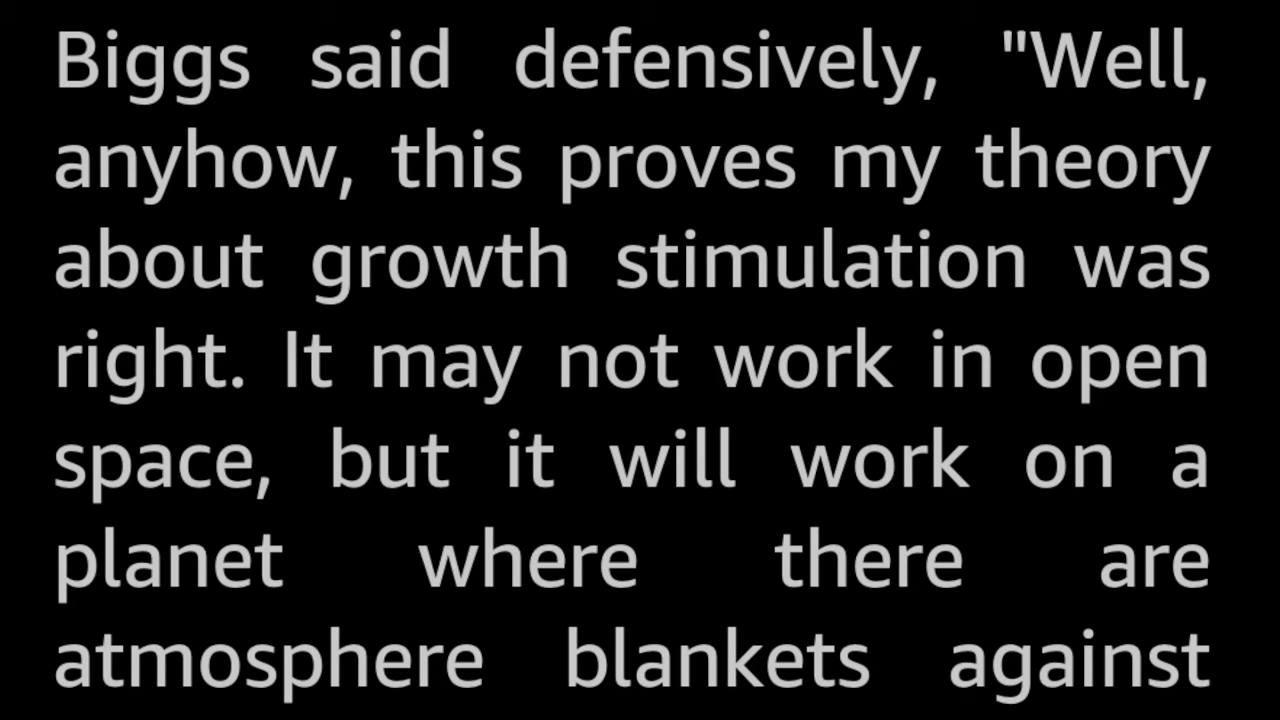 Biggs said defensively, "Well,
anyhow, this proves my theory
about growth stimulation was
right. It may not work in open
space, but it will work on a
planet where there are
atmosphere blankets against